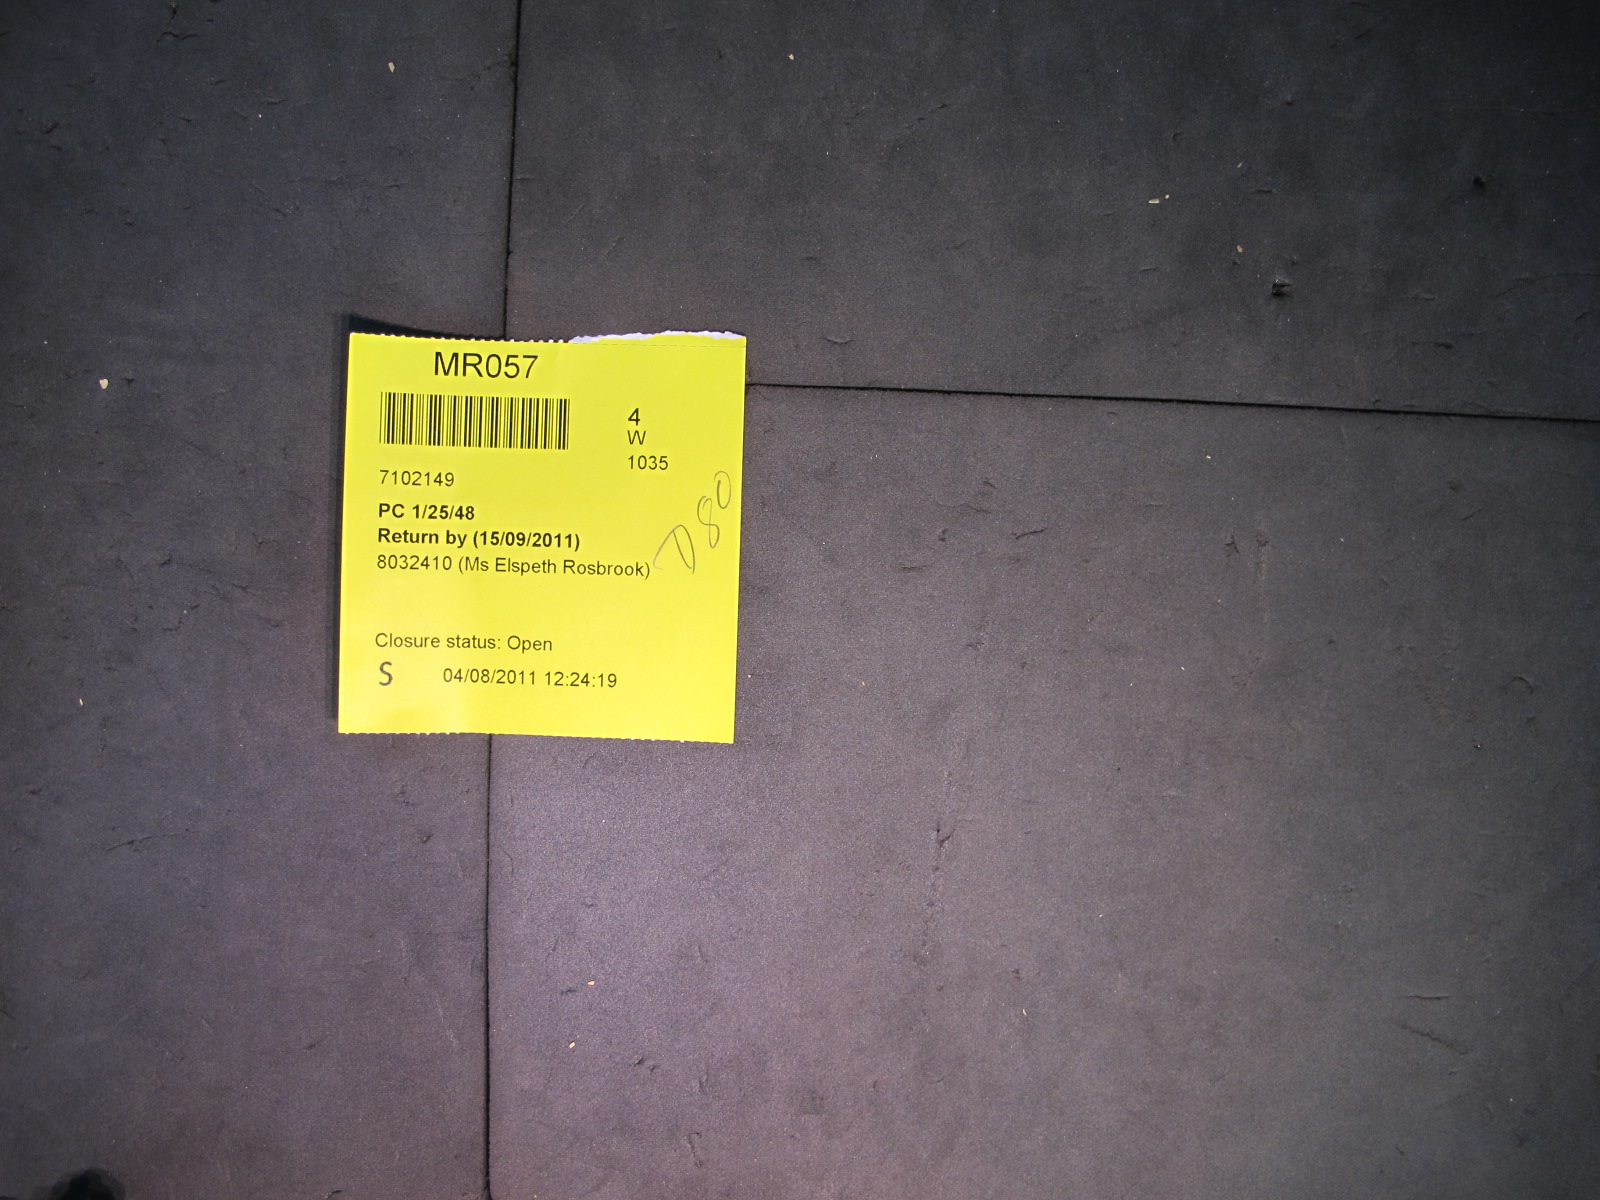 MR057
4
W
1035
7102149
PC 1/25/48
Return by (15/09/2011)
8032410 (Ms Elspeth Rosbrook)
D80
Closure status: Open
S 04/08/2011 12:24:19